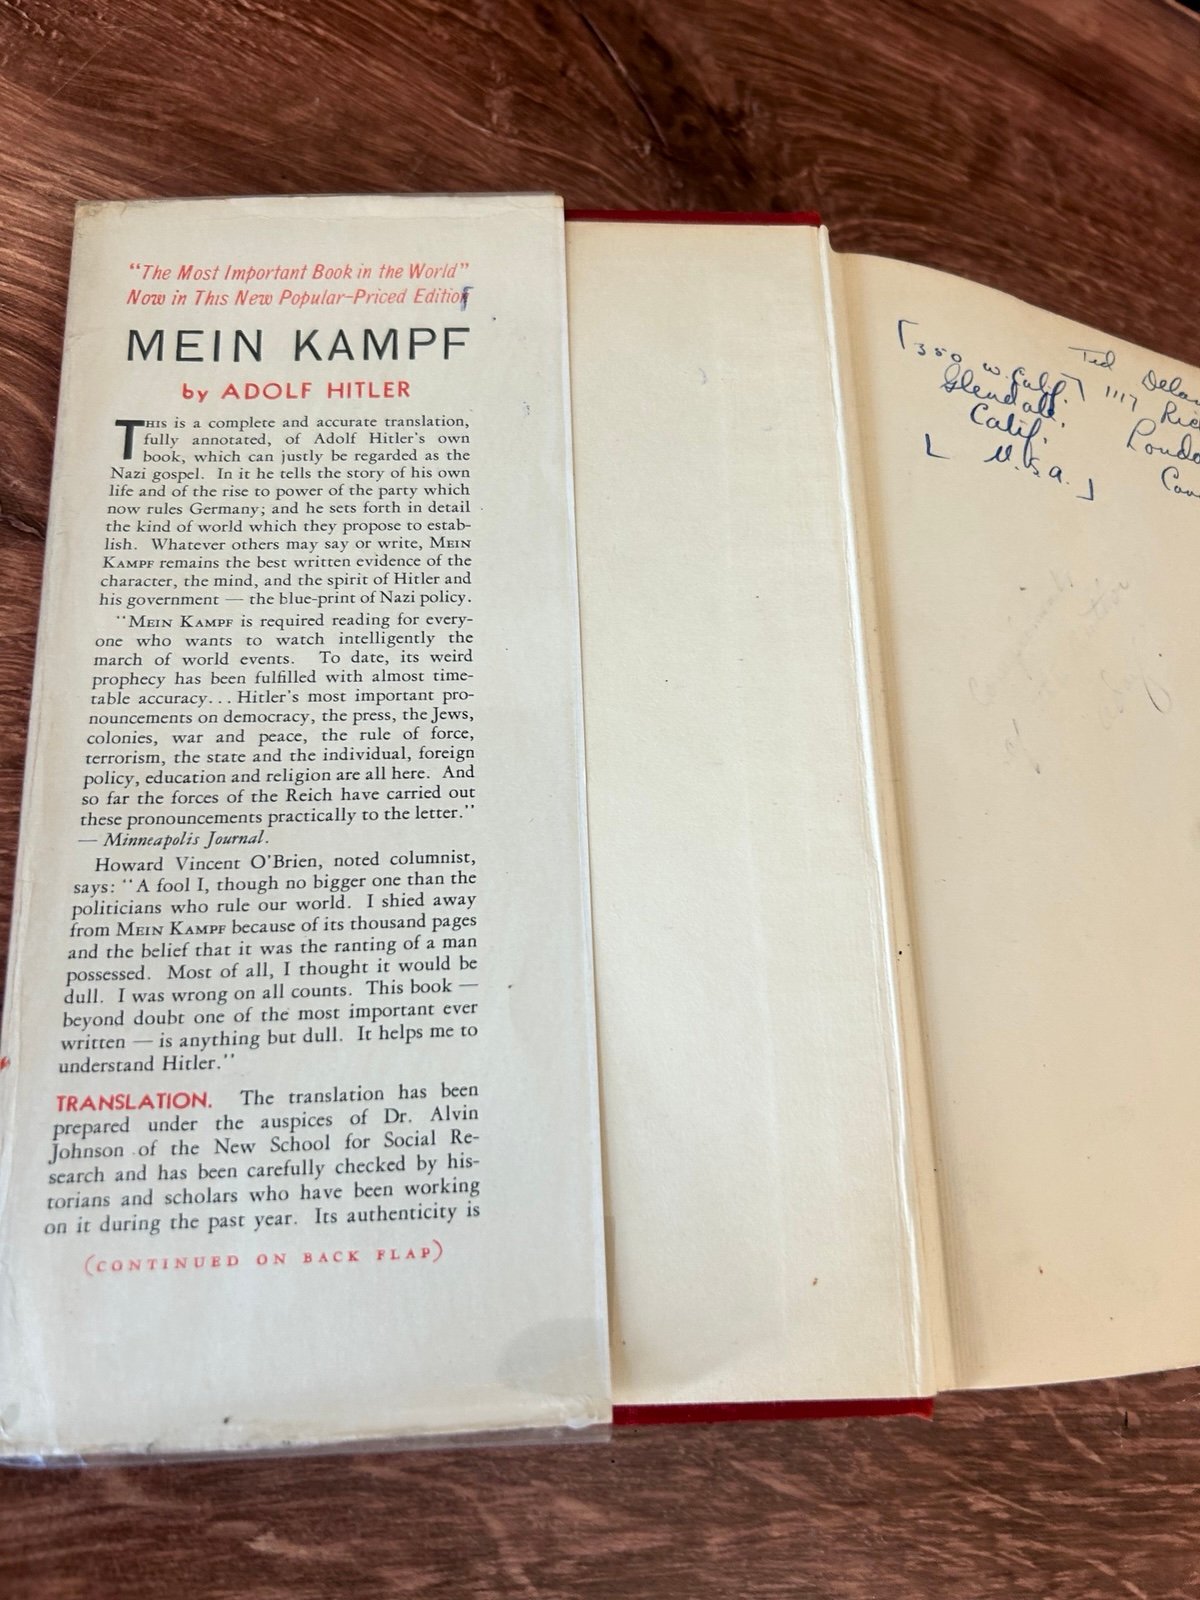 "The Most Important Book in the World"
Now in This New Popular-Priced Edition
MEIN KAMPF
by ADOLF HITLER
THIS is a complete and accurate translation,
fully annotated, of Adolf Hitler's own
book, which can justly be regarded as the
Nazi gospel. In it he tells the story of his own
life and of the rise to power of the party which
now rules Germany; and he sets forth in detail
the kind of world which they propose to estab-
lish. Whatever others may say or write, MEIN
KAMPF remains the best written evidence of the
character, the mind, and the spirit of Hitler and
his government — the blue-print of Nazi policy.
"MEIN KAMPF is required reading for every-
one who wants to watch intelligently the
march of world events. To date, its weird
prophecy has been fulfilled with almost time-
table accuracy... Hitler's most important pro-
nouncements on democracy, the press, the Jews,
colonies, war and peace, the rule of force,
terrorism, the state and the individual, foreign
policy, education and religion are all here. And
so far the forces of the Reich have carried out
these pronouncements practically to the letter."
— Minneapolis Journal.
Howard Vincent O'Brien, noted columnist,
says: "A fool I, though no bigger one than the
politicians who rule our world. I shied away
from MEIN KAMPF because of its thousand pages
and the belief that it was the ranting of a man
possessed. Most of all, I thought it would be
dull. I was wrong on all counts. This book —
beyond doubt one of the most important ever
written — is anything but dull. It helps me to
understand Hitler."
TRANSLATION. The translation has been
prepared under the auspices of Dr. Alvin
Johnson of the New School for Social Re-
search and has been carefully checked by his-
torians and scholars who have been working
on it during the past year. Its authenticity is
(CONTINUED ON BACK FLAP)
350 W. Calif.
Glendale.
Calif.
U.S.A.
Ted
1117